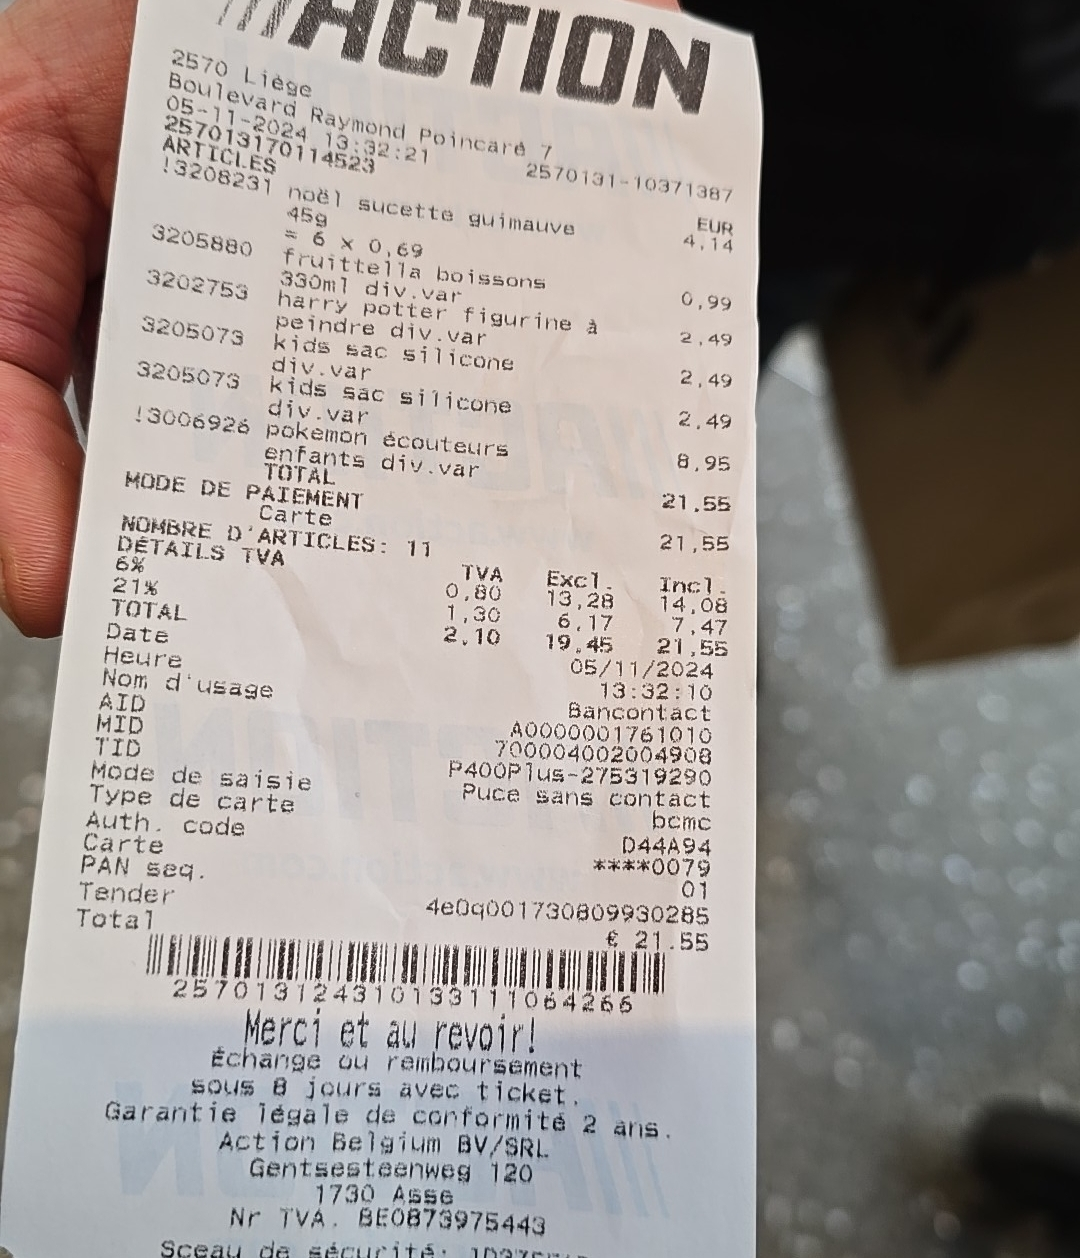 ///ACTION
2570 Liège
Boulevard Raymond Poincaré 7
05-11-2024 13:32:21
257013170114523 2570131-10371387
ARTICLES EUR
!3208231 noël sucette guimauve 4,14
45g
= 6 x 0,69
3205880 fruittella boissons 0,99
330ml div.var
3202753 harry potter figurine à 2,49
peindre div.var
3205073 kids sac silicone 2,49
div.var
3205073 kids sac silicone 2,49
div.var
!3006926 pokemon écouteurs 8,95
enfants div.var
TOTAL 21,55
MODE DE PAIEMENT
Carte 21,55
NOMBRE D'ARTICLES: 11
DÉTAILS TVA TVA Excl. Incl.
6% 0,80 13,28 14,08
21% 1,30 6,17 7,47
TOTAL 2,10 19,45 21,55
Date 05/11/2024
Heure 13:32:10
Nom d'usage Bancontact
AID A0000001761010
MID 700004002004908
TID P400Plus-275319290
Mode de saisie Puce sans contact
Type de carte bcmc
Auth. code D44A94
Carte ****0079
PAN seq. 01
Tender 4e0q001730809930285
Total € 21.55
2570131243101331110642​66
Merci et au revoir!
Échange ou remboursement
sous 8 jours avec ticket.
Garantie légale de conformité 2 ans.
Action Belgium BV/SRL
Gentsesteenweg 120
1730 Asse
Nr TVA. BE0873975443
Sceau de sécurité: